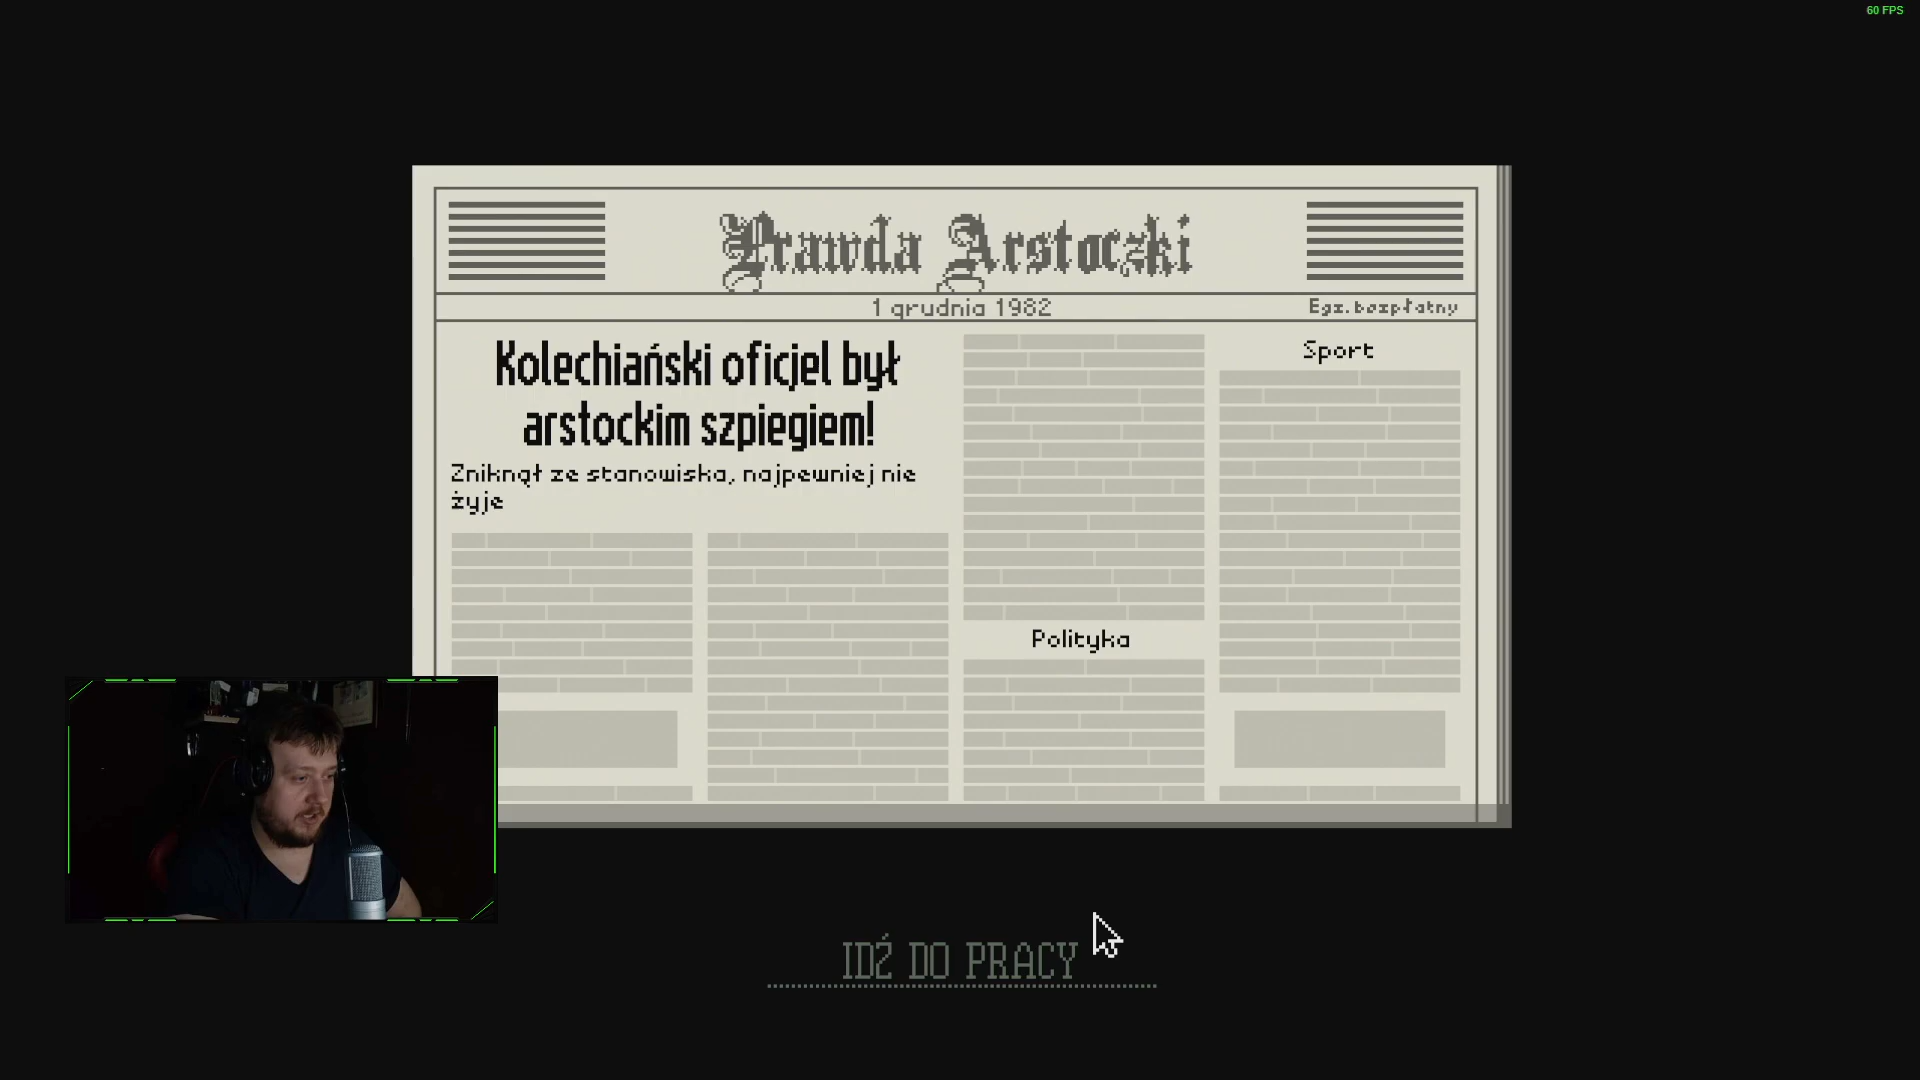 60 FPS
Prawda Arstoczki
1 grudnia 1982
Egz. bezpłatny
Kolechiański oficjel był
arstockim szpiegiem!
Zniknął ze stanowiska, najpewniej nie
żyje
Sport
Polityka
IDŹ DO PRACY